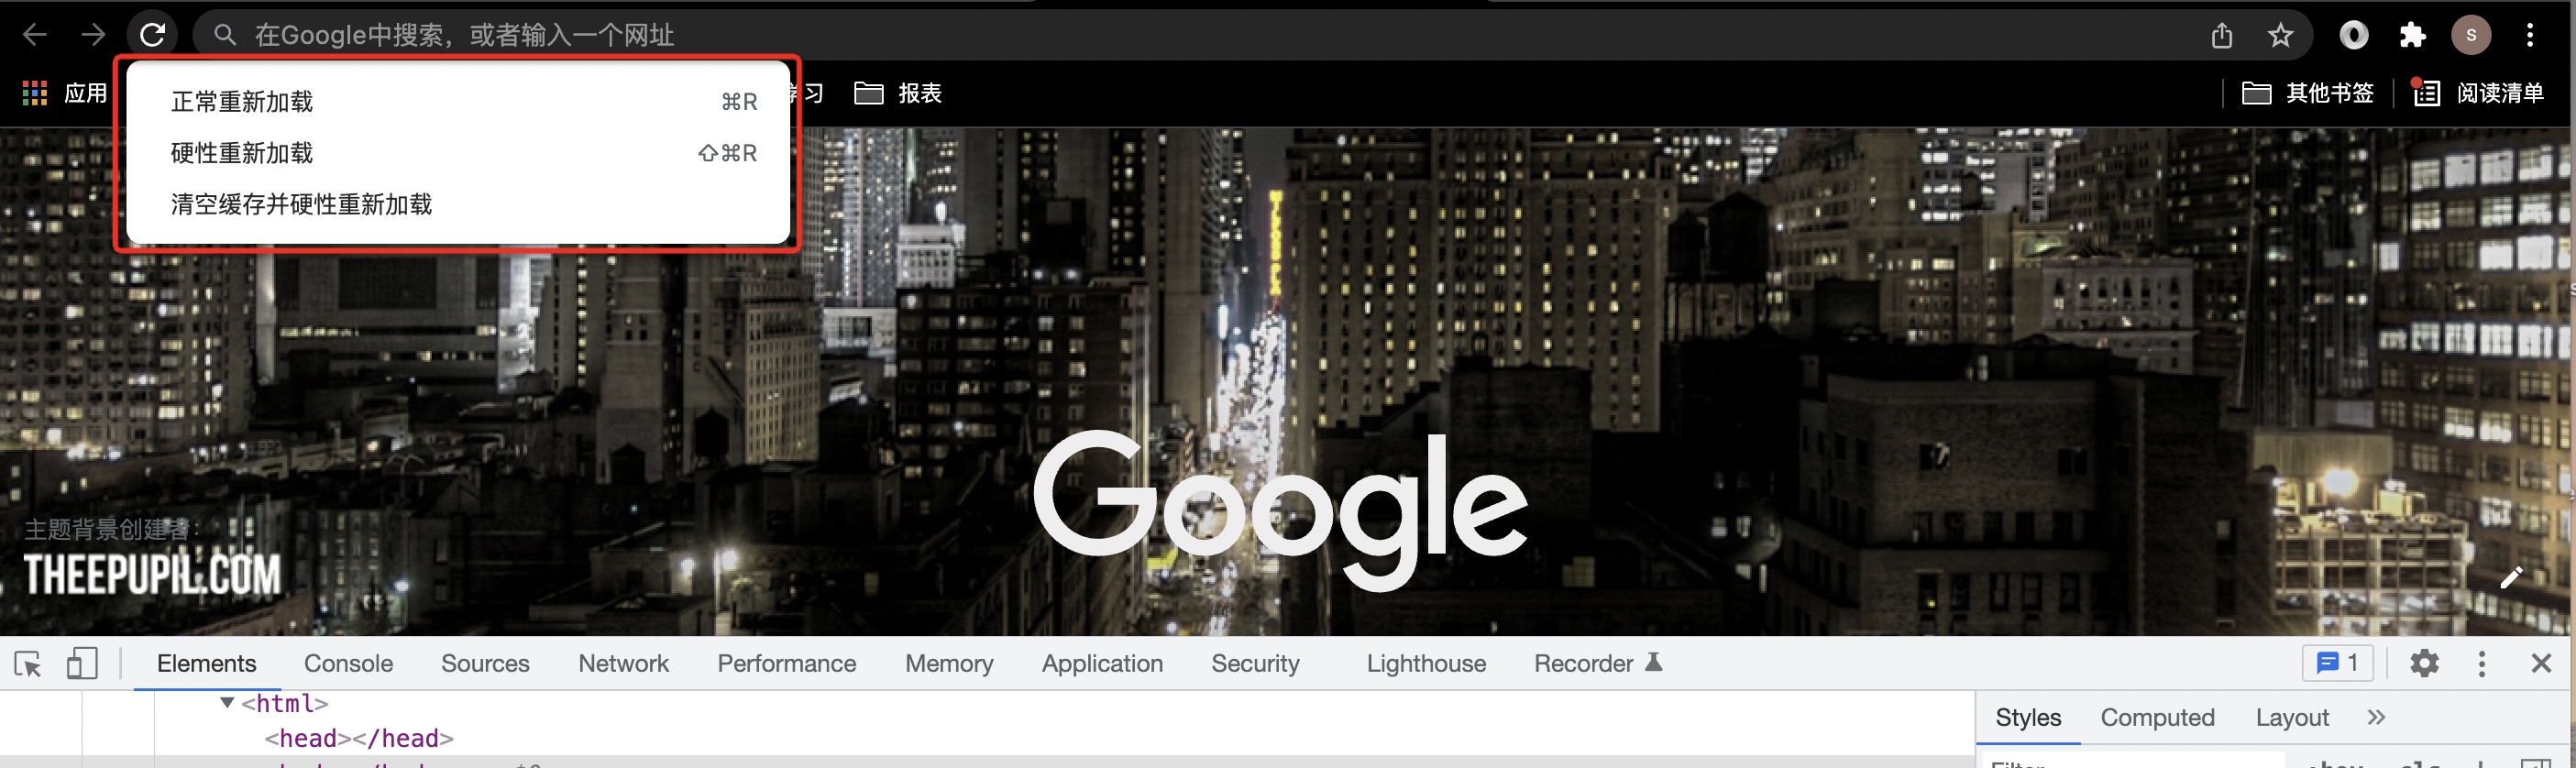 在Google中搜索，或者输入一个网址
S
应用
习
报表
其他书签
阅读清单
正常重新加载 ⌘R
硬性重新加载 ⇧⌘R
清空缓存并硬性重新加载
Google
主题背景创建者：
THEEPUPIL.COM
Elements Console Sources Network Performance Memory Application Security Lighthouse Recorder 1
<html>
<head></head>
Styles Computed Layout »